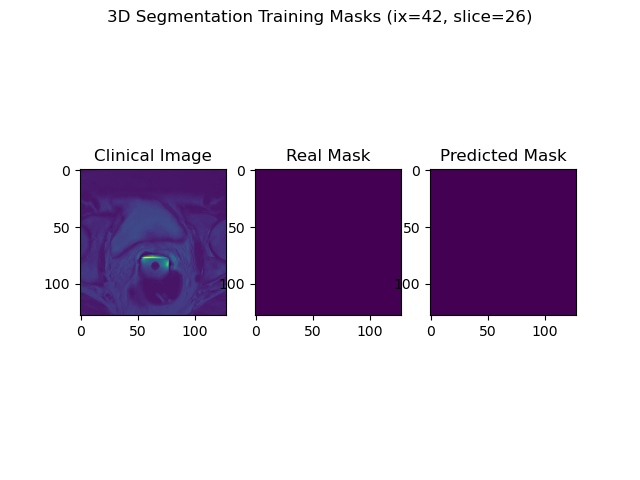 3D Segmentation Training Masks (ix=42, slice=26)
Clinical Image Real Mask Predicted Mask
0 0 0
50 50 50
100 100 100
0 50 100 0 50 100 0 50 100